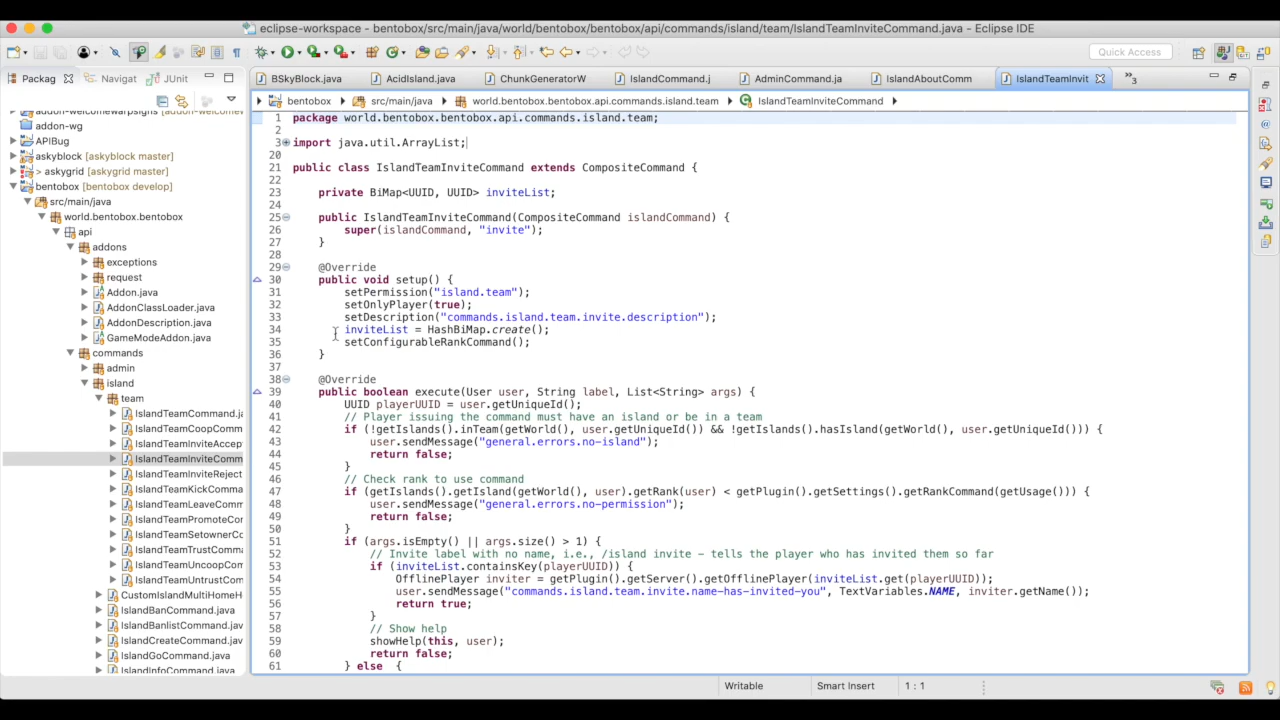 eclipse-workspace - bentobox/src/main/java/world/bentobox/bentobox/api/commands/island/team/IslandTeamInviteCommand.java - Eclipse IDE
Quick Access
Packag
Navigat
JUnit
BSkyBlock.java
AcidIsland.java
ChunkGeneratorW
IslandCommand.j
AdminCommand.ja
IslandAboutComm
IslandTeamInvit
»3
bentobox
src/main/java
world.bentobox.bentobox.api.commands.island.team
IslandTeamInviteCommand
addon-wg
APIBug
askyblock [askyblock master]
> askygrid [askygrid master]
bentobox [bentobox develop]
src/main/java
world.bentobox.bentobox
api
addons
exceptions
request
Addon.java
AddonClassLoader.java
AddonDescription.java
GameModeAddon.java
commands
admin
island
team
IslandTeamCommand.ja
IslandTeamCoopComm
IslandTeamInviteAccep
IslandTeamInviteComm
IslandTeamInviteReject
IslandTeamKickComma
IslandTeamLeaveComm
IslandTeamPromoteCor
IslandTeamSetownerCo
IslandTeamTrustComma
IslandTeamUncoopComm
IslandTeamUntrustCom
CustomIslandMultiHomeH
IslandBanCommand.java
IslandBanlistCommand.java
IslandCreateCommand.java
IslandGoCommand.java
IslandInfoCommand.java
1 package world.bentobox.bentobox.api.commands.island.team;
2
3 import java.util.ArrayList;
20
21 public class IslandTeamInviteCommand extends CompositeCommand {
22
23 private BiMap<UUID, UUID> inviteList;
24
25 public IslandTeamInviteCommand(CompositeCommand islandCommand) {
26 super(islandCommand, "invite");
27 }
28
29 @Override
30 public void setup() {
31 setPermission("island.team");
32 setOnlyPlayer(true);
33 setDescription("commands.island.team.invite.description");
34 inviteList = HashBiMap.create();
35 setConfigurableRankCommand();
36 }
37
38 @Override
39 public boolean execute(User user, String label, List<String> args) {
40 UUID playerUUID = user.getUniqueId();
41 // Player issuing the command must have an island or be in a team
42 if (!getIslands().inTeam(getWorld(), user.getUniqueId()) && !getIslands().hasIsland(getWorld(), user.getUniqueId())) {
43 user.sendMessage("general.errors.no-island");
44 return false;
45 }
46 // Check rank to use command
47 if (getIslands().getIsland(getWorld(), user).getRank(user) < getPlugin().getSettings().getRankCommand(getUsage())) {
48 user.sendMessage("general.errors.no-permission");
49 return false;
50 }
51 if (args.isEmpty() || args.size() > 1) {
52 // Invite label with no name, i.e., /island invite - tells the player who has invited them so far
53 if (inviteList.containsKey(playerUUID)) {
54 OfflinePlayer inviter = getPlugin().getServer().getOfflinePlayer(inviteList.get(playerUUID));
55 user.sendMessage("commands.island.team.invite.name-has-invited-you", TextVariables.NAME, inviter.getName());
56 return true;
57 }
58 // Show help
59 showHelp(this, user);
60 return false;
61 } else {
Writable
Smart Insert
1 : 1